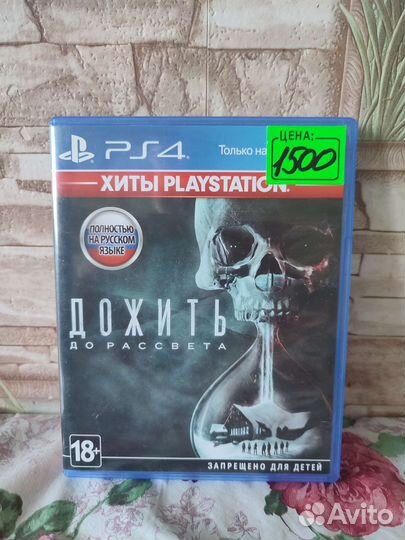 PS4
Только на
ЦЕНА:
1500
ХИТЫ PLAYSTATION
ПОЛНОСТЬЮ
НА РУССКОМ
ЯЗЫКЕ
ДОЖИТЬ
ДО РАССВЕТА
18+
ЗАПРЕЩЕНО ДЛЯ ДЕТЕЙ
Avito